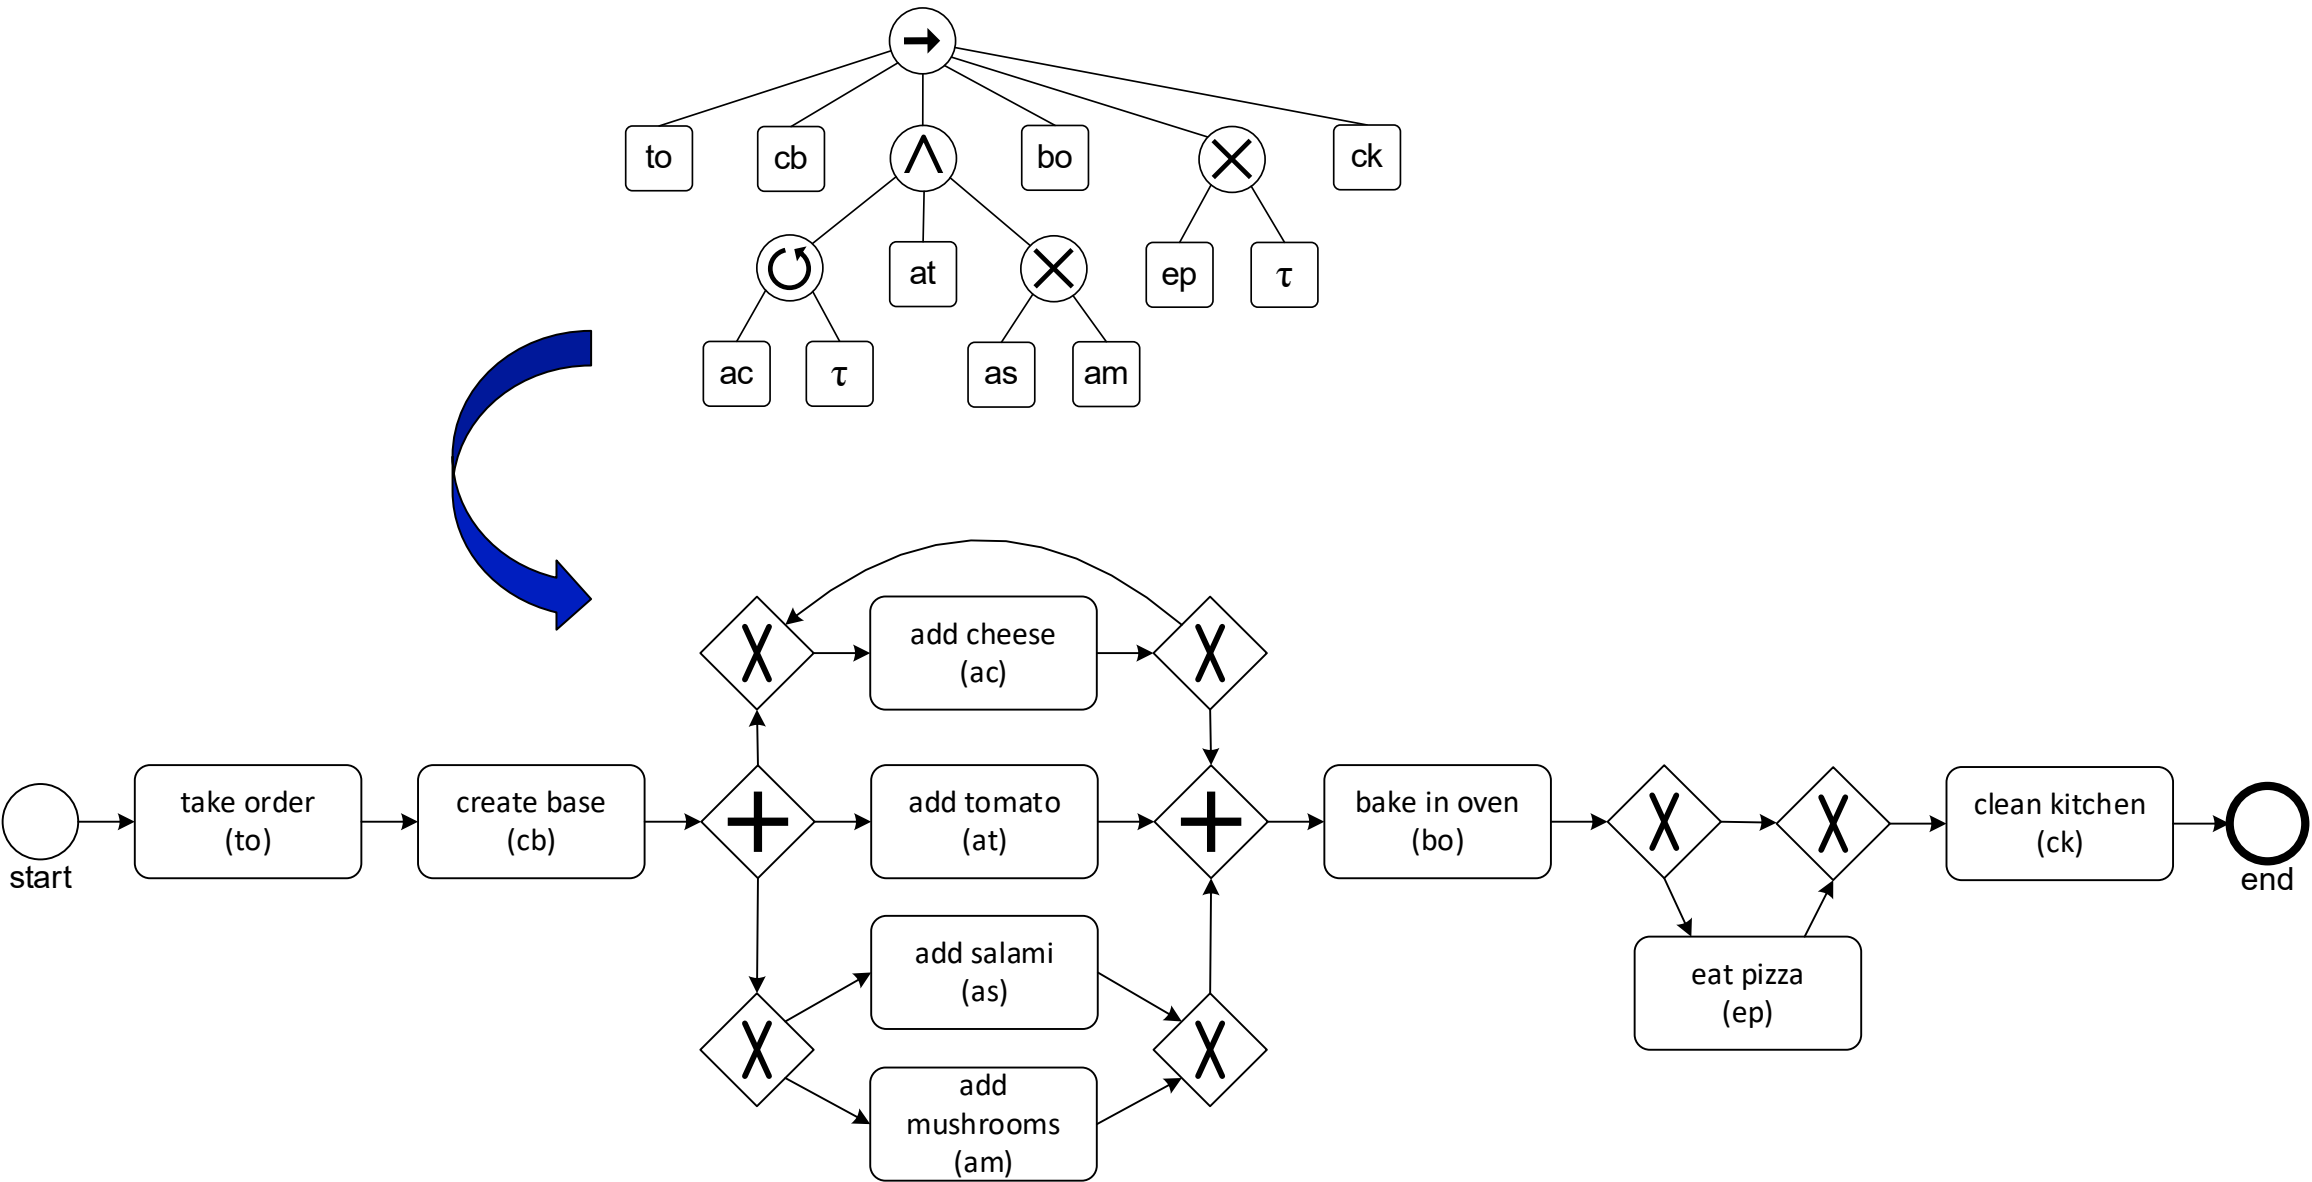 to
cb
bo
ck
at
ep
τ
ac
τ
as
am
add cheese
(ac)
start
take order
(to)
create base
(cb)
add tomato
(at)
bake in oven
(bo)
clean kitchen
(ck)
end
add salami
(as)
eat pizza
(ep)
add
mushrooms
(am)